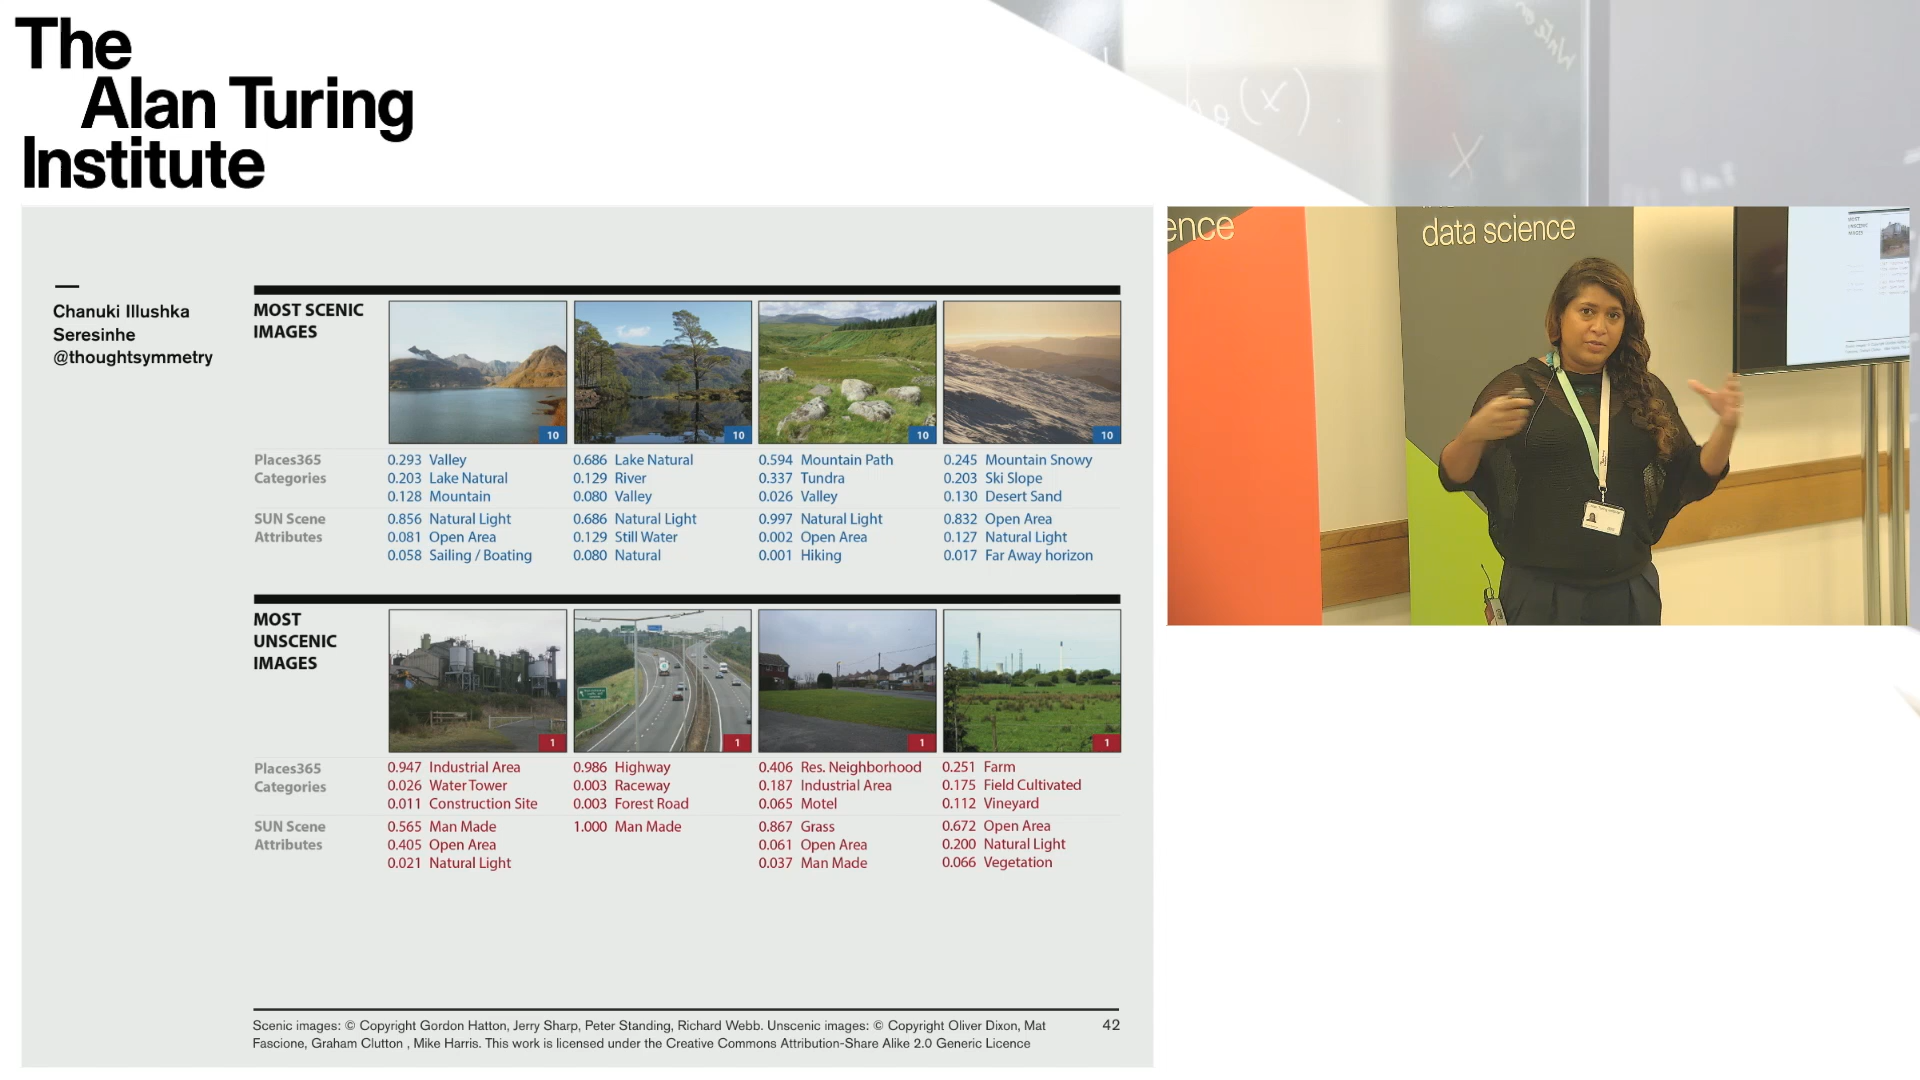 The
Alan Turing
Institute
Chanuki Illushka
Seresinhe
@thoughtsymmetry
MOST SCENIC
IMAGES
10
10
10
10
Places365
Categories
0.293 Valley
0.203 Lake Natural
0.128 Mountain
0.686 Lake Natural
0.129 River
0.080 Valley
0.594 Mountain Path
0.337 Tundra
0.026 Valley
0.245 Mountain Snowy
0.203 Ski Slope
0.130 Desert Sand
SUN Scene
Attributes
0.856 Natural Light
0.081 Open Area
0.058 Sailing / Boating
0.686 Natural Light
0.129 Still Water
0.080 Natural
0.997 Natural Light
0.002 Open Area
0.001 Hiking
0.832 Open Area
0.127 Natural Light
0.017 Far Away horizon
MOST
UNSCENIC
IMAGES
1
1
1
1
Places365
Categories
0.947 Industrial Area
0.026 Water Tower
0.011 Construction Site
0.986 Highway
0.003 Raceway
0.003 Forest Road
0.406 Res. Neighborhood
0.187 Industrial Area
0.065 Motel
0.251 Farm
0.175 Field Cultivated
0.112 Vineyard
SUN Scene
Attributes
0.565 Man Made
0.405 Open Area
0.021 Natural Light
1.000 Man Made
0.867 Grass
0.061 Open Area
0.037 Man Made
0.672 Open Area
0.200 Natural Light
0.066 Vegetation
Scenic images: © Copyright Gordon Hatton, Jerry Sharp, Peter Standing, Richard Webb. Unscenic images: © Copyright Oliver Dixon, Mat
Fascione, Graham Clutton , Mike Harris. This work is licensed under the Creative Commons Attribution-Share Alike 2.0 Generic Licence
42
ence
data science
MOST
UNSCENIC
IMAGES